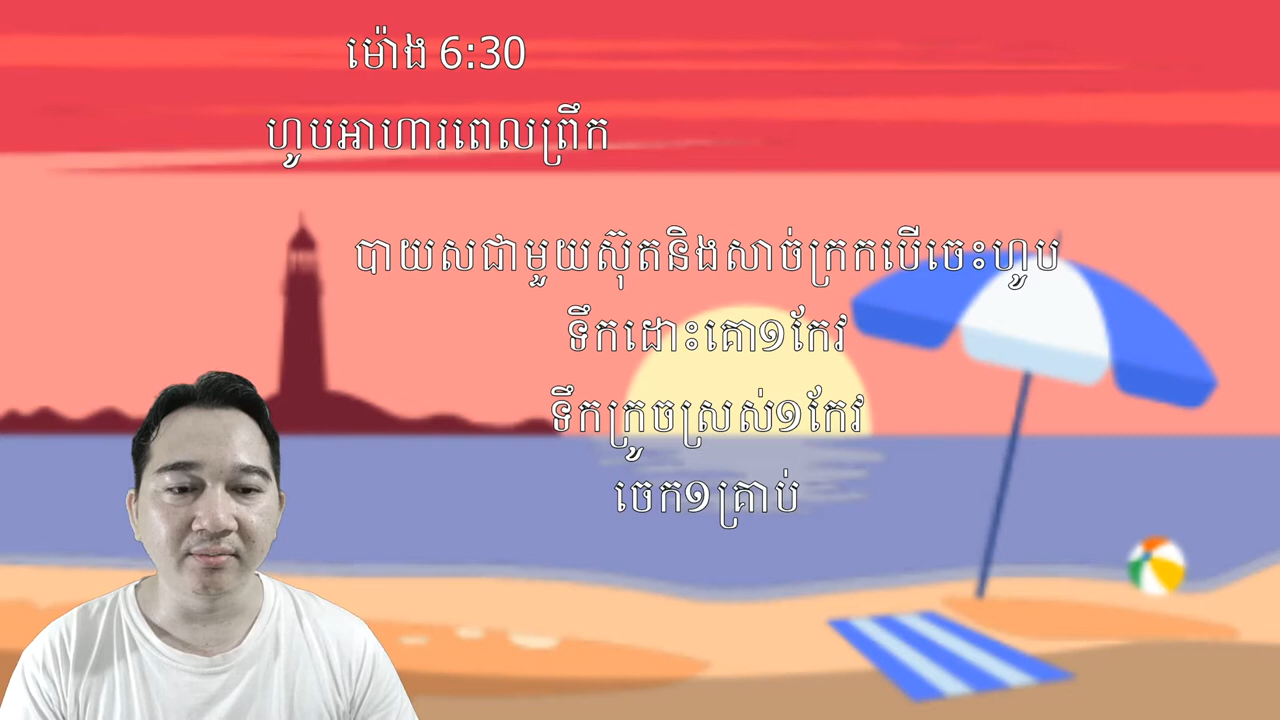 ម៉ោង 6:30
ហូបអាហារពេលព្រឹក
បាយសជាមួយស៊ុតនិងសាច់ក្រកបើចេះហូប
ទឹកដោះគោ១កែវ
ទឹកក្រូចស្រស់១កែវ
ចេក១គ្រាប់